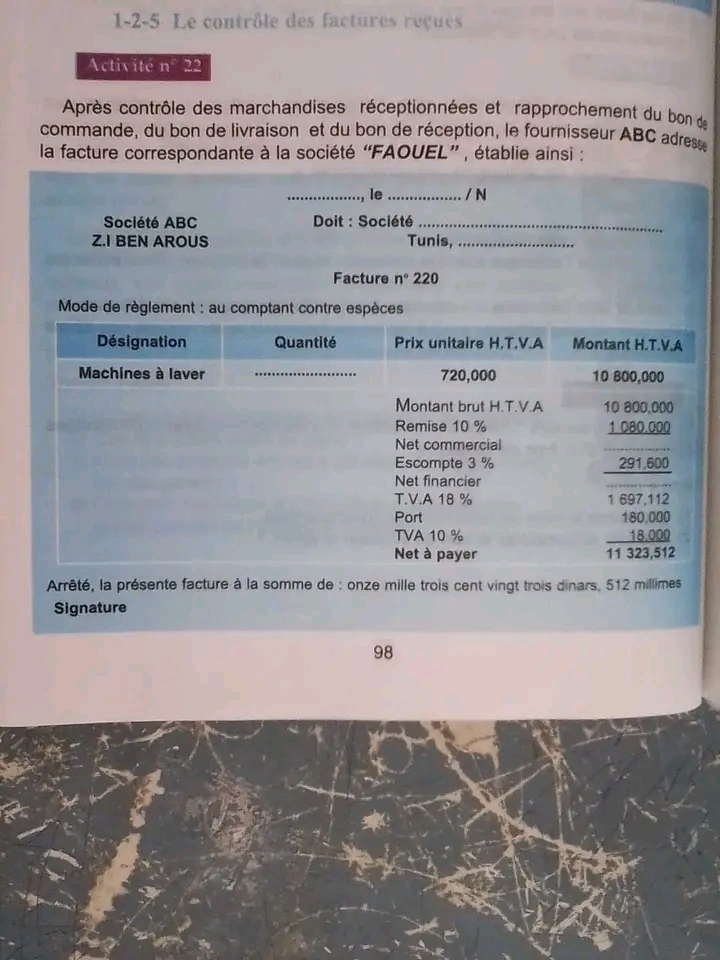 1-2-5 Le contrôle des factures reçues
Activité n° 22
Après contrôle des marchandises réceptionnées et rapprochement du bon de
commande, du bon de livraison et du bon de réception, le fournisseur ABC adresse
la facture correspondante à la société "FAOUEL" , établie ainsi :
................., le ................. / N
Société ABC Doit : Société .........................................................
Z.I BEN AROUS Tunis, ...........................
Facture n° 220
Mode de règlement : au comptant contre espèces
Désignation Quantité Prix unitaire H.T.V.A Montant H.T.V.A
Machines à laver ........................ 720,000 10 800,000
Montant brut H.T.V.A 10 800,000
Remise 10 % 1 080.000
Net commercial ................
Escompte 3 % 291,600
Net financier ................
T.V.A 18 % 1 697,112
Port 180.000
TVA 10 % 18.000
Net à payer 11 323,512
Arrêté, la présente facture à la somme de : onze mille trois cent vingt trois dinars, 512 millimes
Signature
98